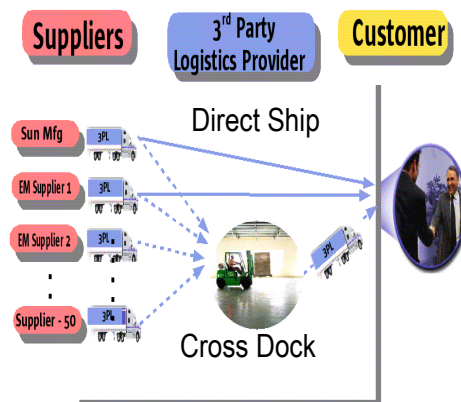 Suppliers
3rd Party
Logistics Provider
Customer
Direct Ship
Sun Mfg
3PL
EM Supplier 1
3PL
EM Supplier 2
3PL
3PL
Supplier - 50
3PL
Cross Dock